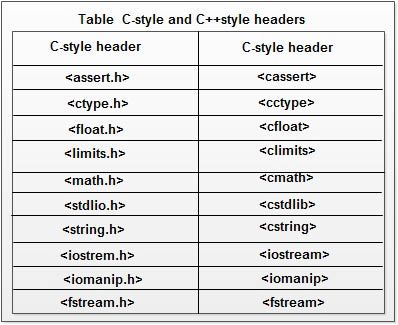 Table C-style and C++style headers
C-style header C-style header
<assert.h> <cassert>
<ctype.h> <cctype>
<float.h> <cfloat>
<limits.h> <climits>
<math.h> <cmath>
<stdlio.h> <cstdlib>
<string.h> <cstring>
<iostrem.h> <iostream>
<iomanip.h> <iomanip>
<fstream.h> <fstream>